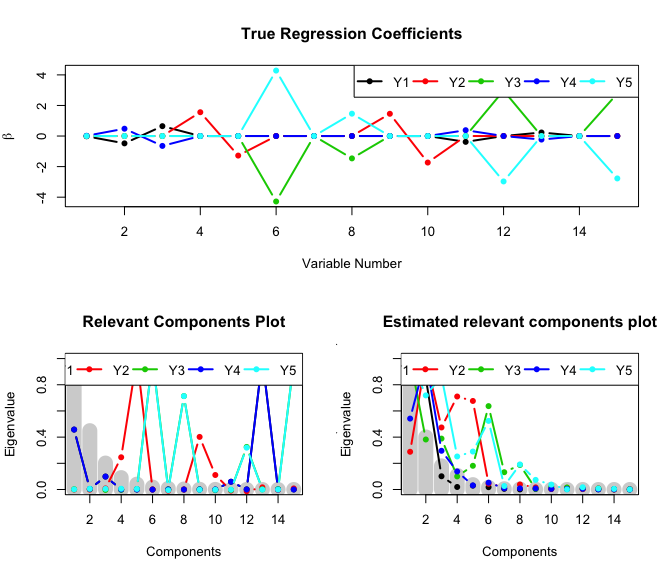 True Regression Coefficients
Y1 Y2 Y3 Y4 Y5
β
4
2
0
-2
-4
2 4 6 8 10 12 14
Variable Number
Relevant Components Plot
1 Y2 Y3 Y4 Y5
Eigenvalue
0.8
0.4
0.0
2 4 6 8 10 12 14
Components
Estimated relevant components plot
1 Y2 Y3 Y4 Y5
Eigenvalue
0.8
0.4
0.0
2 4 6 8 10 12 14
Components